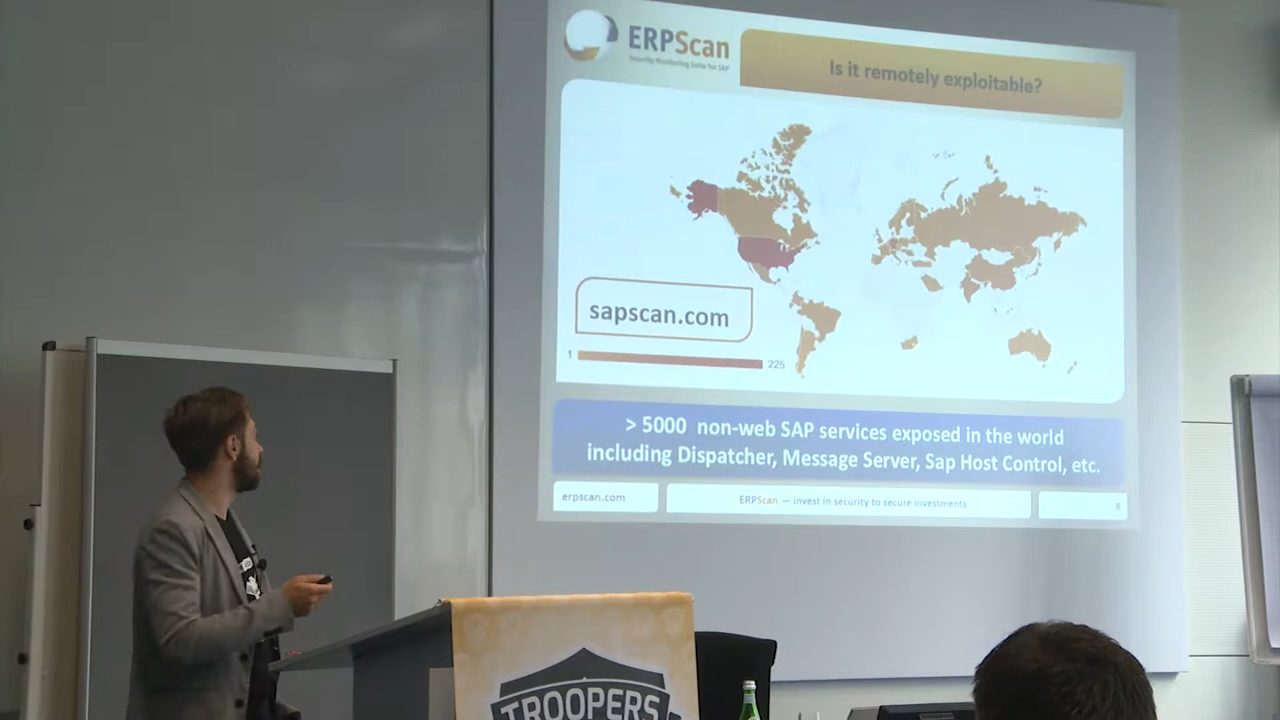 ERPScan
Security Monitoring Suite for SAP
Is it remotely exploitable?
sapscan.com
1
225
> 5000 non-web SAP services exposed in the world
including Dispatcher, Message Server, Sap Host Control, etc.
erpscan.com
ERPScan — invest in security to secure investments
8
TROOPERS